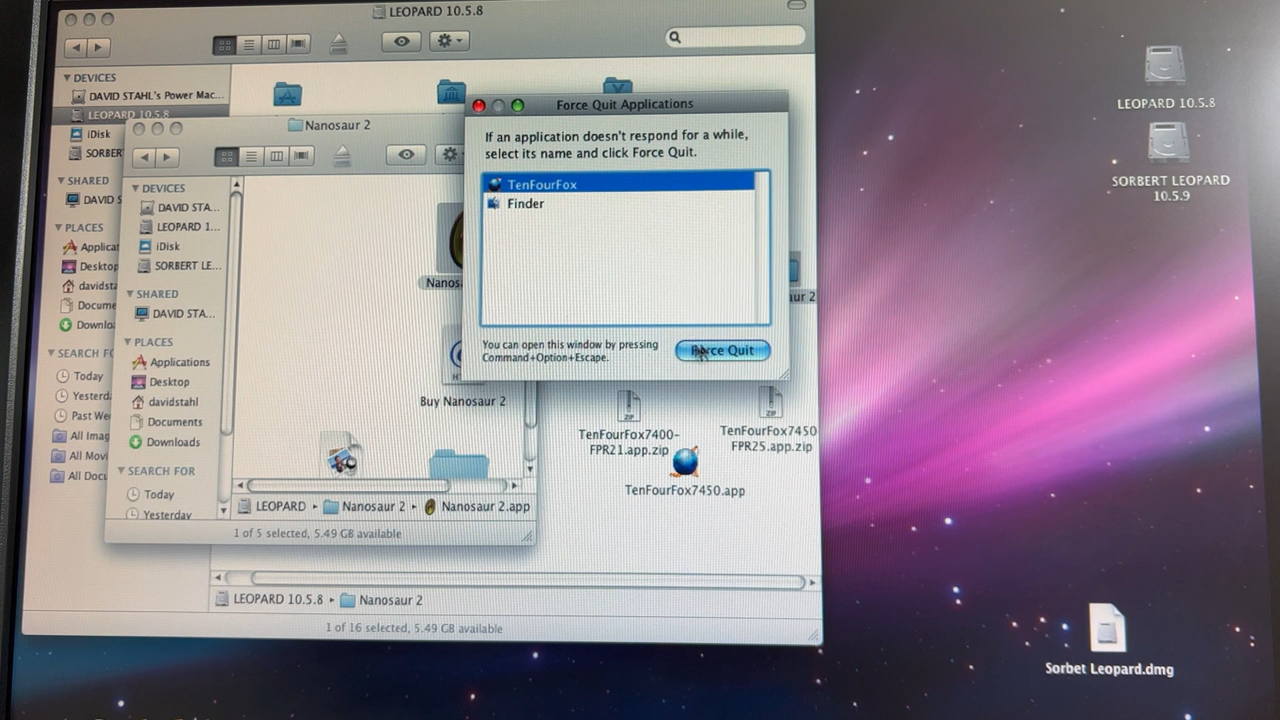 LEOPARD 10.5.8
DEVICES
DAVID STAHL's Power Mac...
LEOPARD 10.5.8
iDisk
SORBERT
SHARED
DAVID S
PLACES
Applicat
Desktop
davidsta
Docume
Downloa
SEARCH FO
Today
Yesterda
Past We
All Imag
All Movi
All Docu
Nanosaur 2
DEVICES
DAVID STA...
LEOPARD 1...
iDisk
SORBERT LE...
SHARED
DAVID STA...
PLACES
Applications
Desktop
davidstahl
Documents
Downloads
SEARCH FOR
Today
Yesterday
Nanos
Buy Nanosaur 2
LEOPARD ▸ Nanosaur 2 ▸ Nanosaur 2.app
1 of 5 selected, 5.49 GB available
Force Quit Applications
If an application doesn't respond for a while,
select its name and click Force Quit.
TenFourFox
Finder
You can open this window by pressing
Command+Option+Escape.
Force Quit
aur 2
ZIP
TenFourFox7400-
FPR21.app.zip
ZIP
TenFourFox7450
FPR25.app.zip
TenFourFox7450.app
LEOPARD 10.5.8 ▸ Nanosaur 2
1 of 16 selected, 5.49 GB available
LEOPARD 10.5.8
SORBERT LEOPARD
10.5.9
Sorbet Leopard.dmg